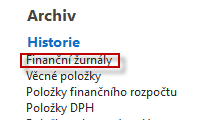 Archiv
Historie
Finanční žurnály
Věcné položky
Položky finančního rozpočtu
Položky DPH